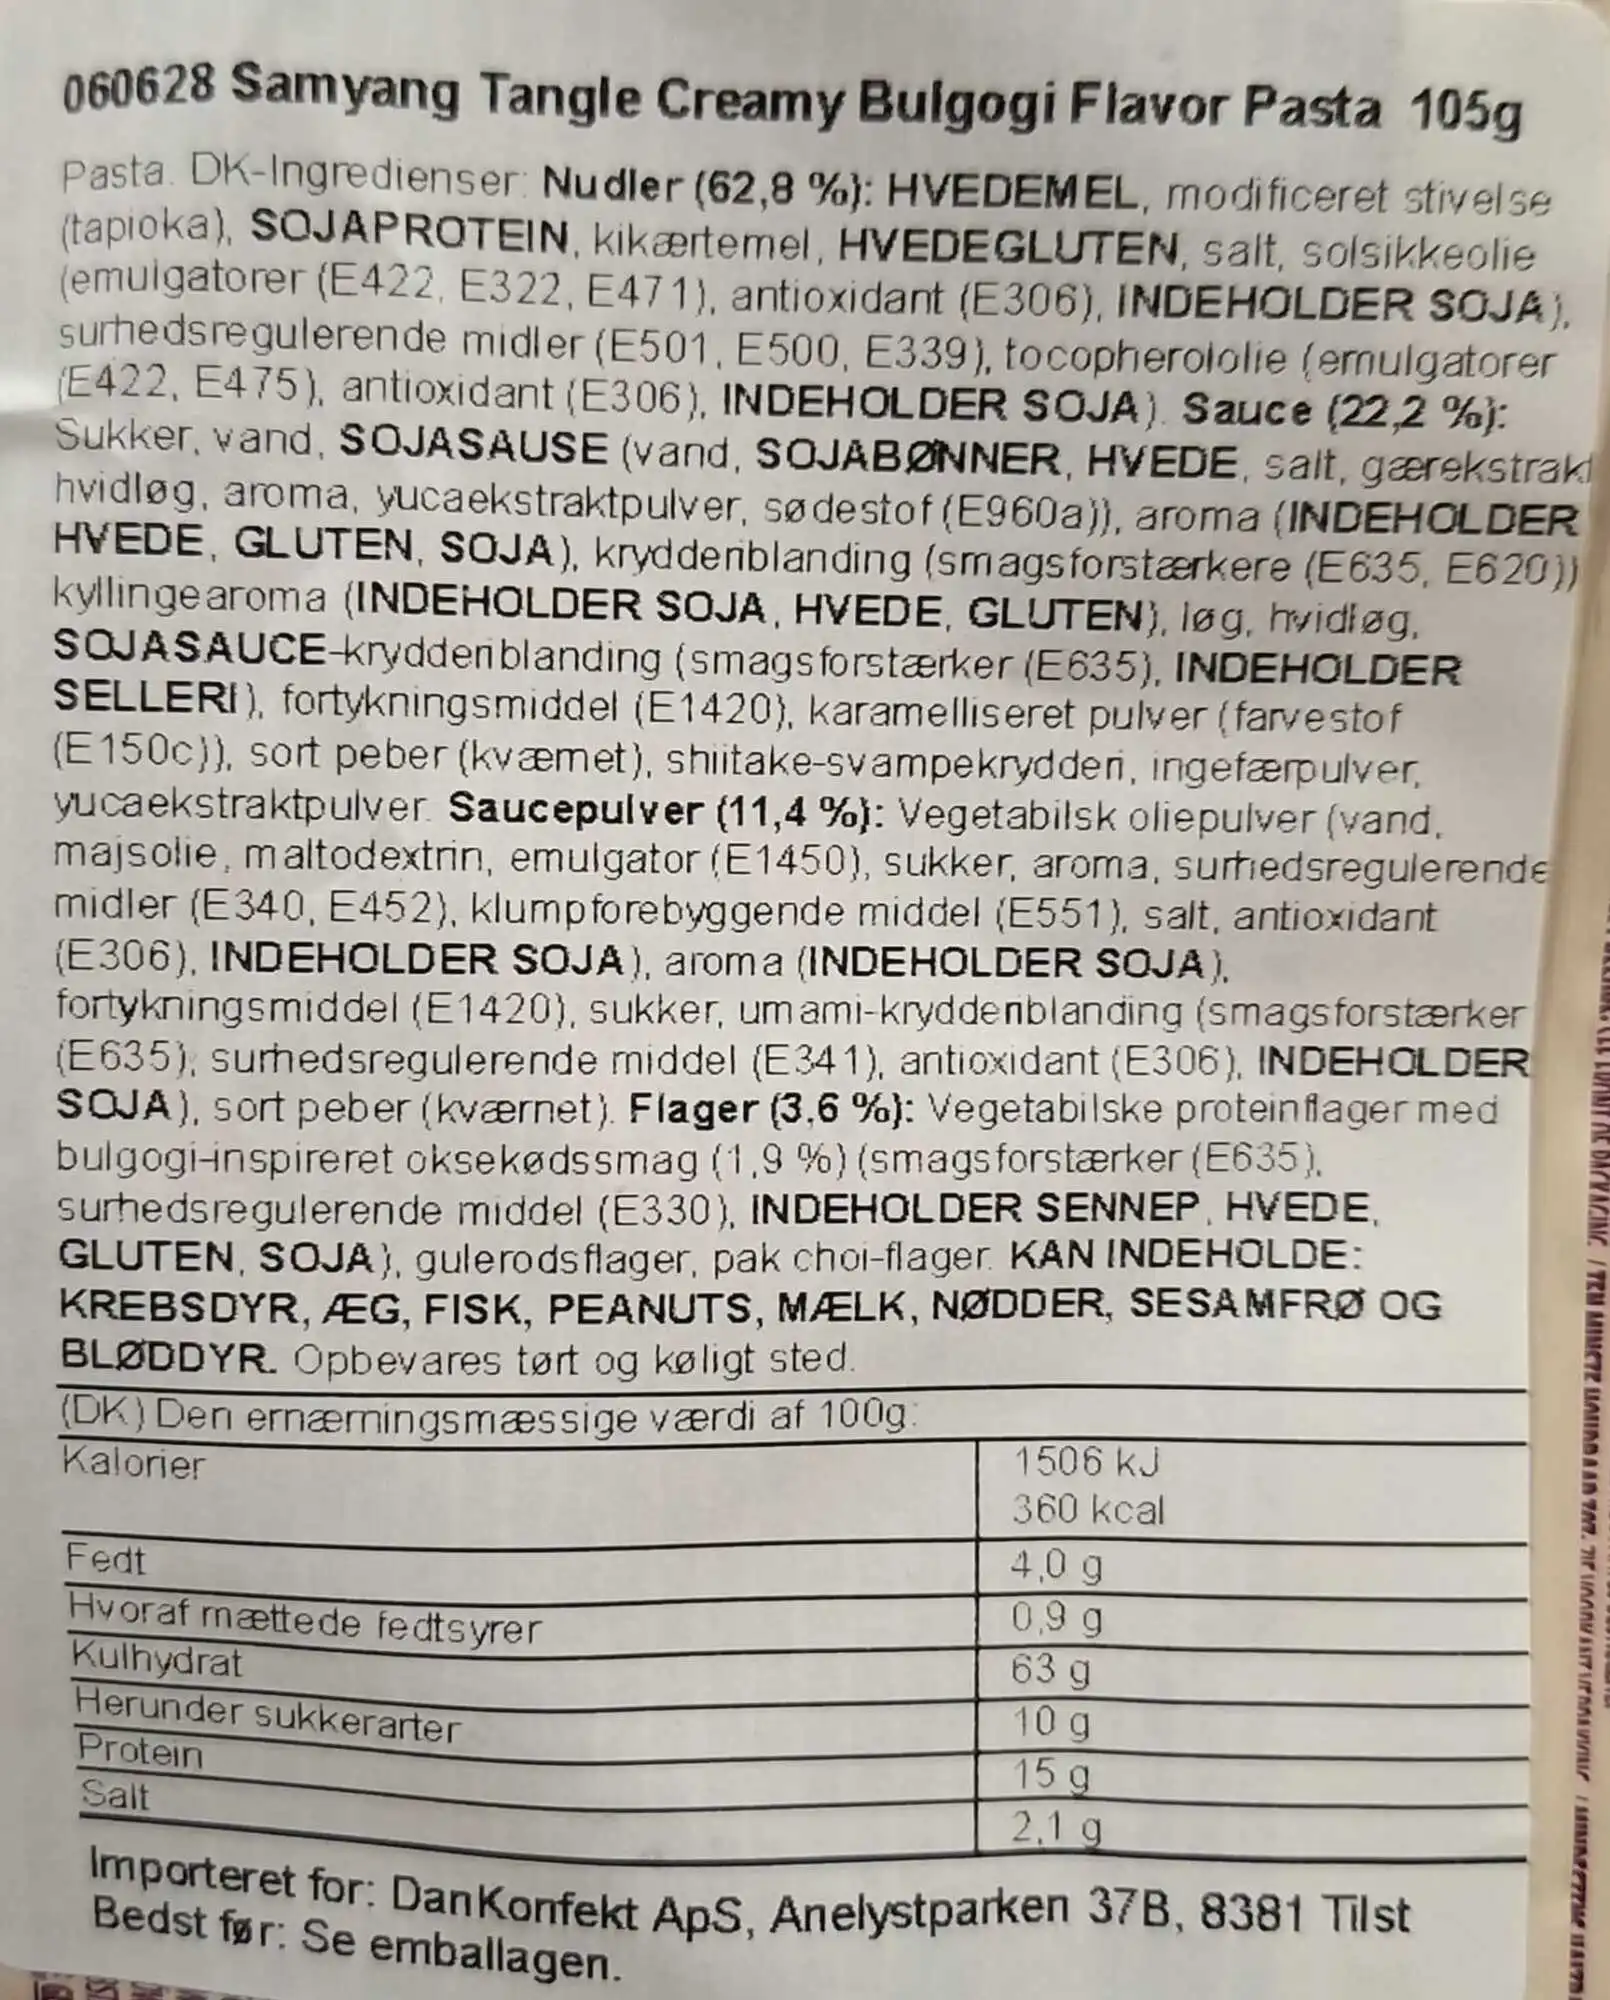 060628 Samyang Tangle Creamy Bulgogi Flavor Pasta 105g
Pasta. DK-Ingredienser: Nudler (62,8 %): HVEDEMEL, modificeret stivelse
(tapioka), SOJAPROTEIN, kikærtemel, HVEDEGLUTEN, salt, solsikkeolie
(emulgatorer (E422, E322, E471), antioxidant (E306), INDEHOLDER SOJA),
surhedsregulerende midler (E501, E500, E339), tocopherololie (emulgatorer
(E422, E475), antioxidant (E306), INDEHOLDER SOJA). Sauce (22,2 %):
Sukker, vand, SOJASAUSE (vand, SOJABØNNER, HVEDE, salt, gærekstrakt
hvidløg, aroma, yucaekstraktpulver, sødestof (E960a)), aroma (INDEHOLDER
HVEDE, GLUTEN, SOJA), krydderiblanding (smagsforstærkere (E635, E620))
kyllingearoma (INDEHOLDER SOJA, HVEDE, GLUTEN), løg, hvidløg,
SOJASAUCE-krydderiblanding (smagsforstærker (E635), INDEHOLDER
SELLERI), fortykningsmiddel (E1420), karamelliseret pulver (farvestof
(E150c)), sort peber (kværnet), shiitake-svampekrydderi, ingefærpulver,
yucaekstraktpulver. Saucepulver (11,4 %): Vegetabilsk oliepulver (vand,
majsolie, maltodextrin, emulgator (E1450), sukker, aroma, surhedsregulerende
midler (E340, E452), klumpforebyggende middel (E551), salt, antioxidant
(E306), INDEHOLDER SOJA), aroma (INDEHOLDER SOJA),
fortykningsmiddel (E1420), sukker, umami-krydderiblanding (smagsforstærker
(E635), surhedsregulerende middel (E341), antioxidant (E306), INDEHOLDER
SOJA), sort peber (kværnet). Flager (3,6 %): Vegetabilske proteinflager med
bulgogi-inspireret oksekødssmag (1,9 %) (smagsforstærker (E635),
surhedsregulerende middel (E330), INDEHOLDER SENNEP, HVEDE,
GLUTEN, SOJA), gulerodsflager, pak choi-flager. KAN INDEHOLDE:
KREBSDYR, ÆG, FISK, PEANUTS, MÆLK, NØDDER, SESAMFRØ OG
BLØDDYR. Opbevares tørt og køligt sted.
(DK) Den ernæringsmæssige værdi af 100g:
Kalorier 1506 kJ
360 kcal
Fedt 4,0 g
Hvoraf mættede fedtsyrer 0,9 g
Kulhydrat 63 g
Herunder sukkerarter 10 g
Protein 15 g
Salt 2,1 g
Importeret for: DanKonfekt ApS, Anelystparken 37B, 8381 Tilst
Bedst før: Se emballagen.